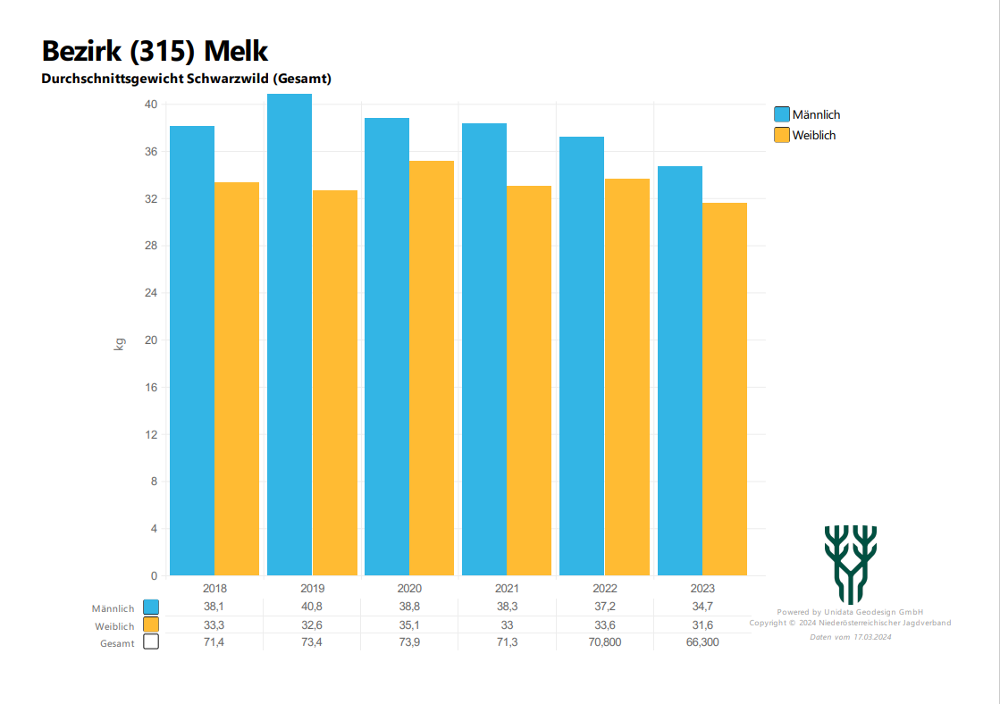 Bezirk (315) Melk
Durchschnittsgewicht Schwarzwild (Gesamt)
Männlich
Weiblich
40
36
32
28
24
20
16
12
8
4
0
kg
2018 2019 2020 2021 2022 2023
Männlich 38,1 40,8 38,8 38,3 37,2 34,7
Weiblich 33,3 32,6 35,1 33 33,6 31,6
Gesamt 71,4 73,4 73,9 71,3 70,800 66,300
Powered by Unidata Geodesign GmbH
Copyright © 2024 Niederösterreichischer Jagdverband
Daten vom 17.03.2024